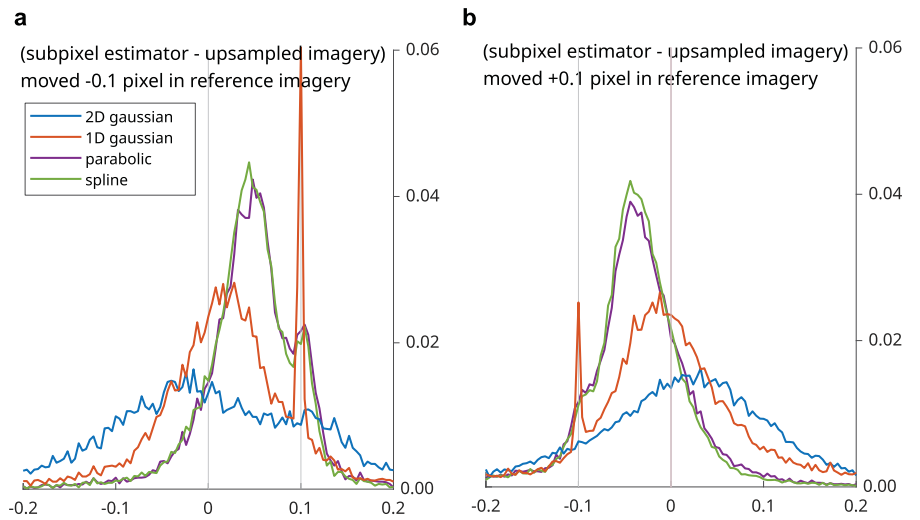 a
(subpixel estimator - upsampled imagery)
moved -0.1 pixel in reference imagery
2D gaussian
1D gaussian
parabolic
spline
0.06
0.04
0.02
0.00
-0.2 -0.1 0 0.1 0.2
b
(subpixel estimator - upsampled imagery)
moved +0.1 pixel in reference imagery
0.06
0.04
0.02
0.00
-0.2 -0.1 0 0.1 0.2